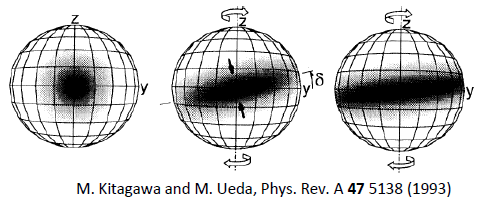 z z
y y δ y
M. Kitagawa and M. Ueda, Phys. Rev. A 47 5138 (1993)